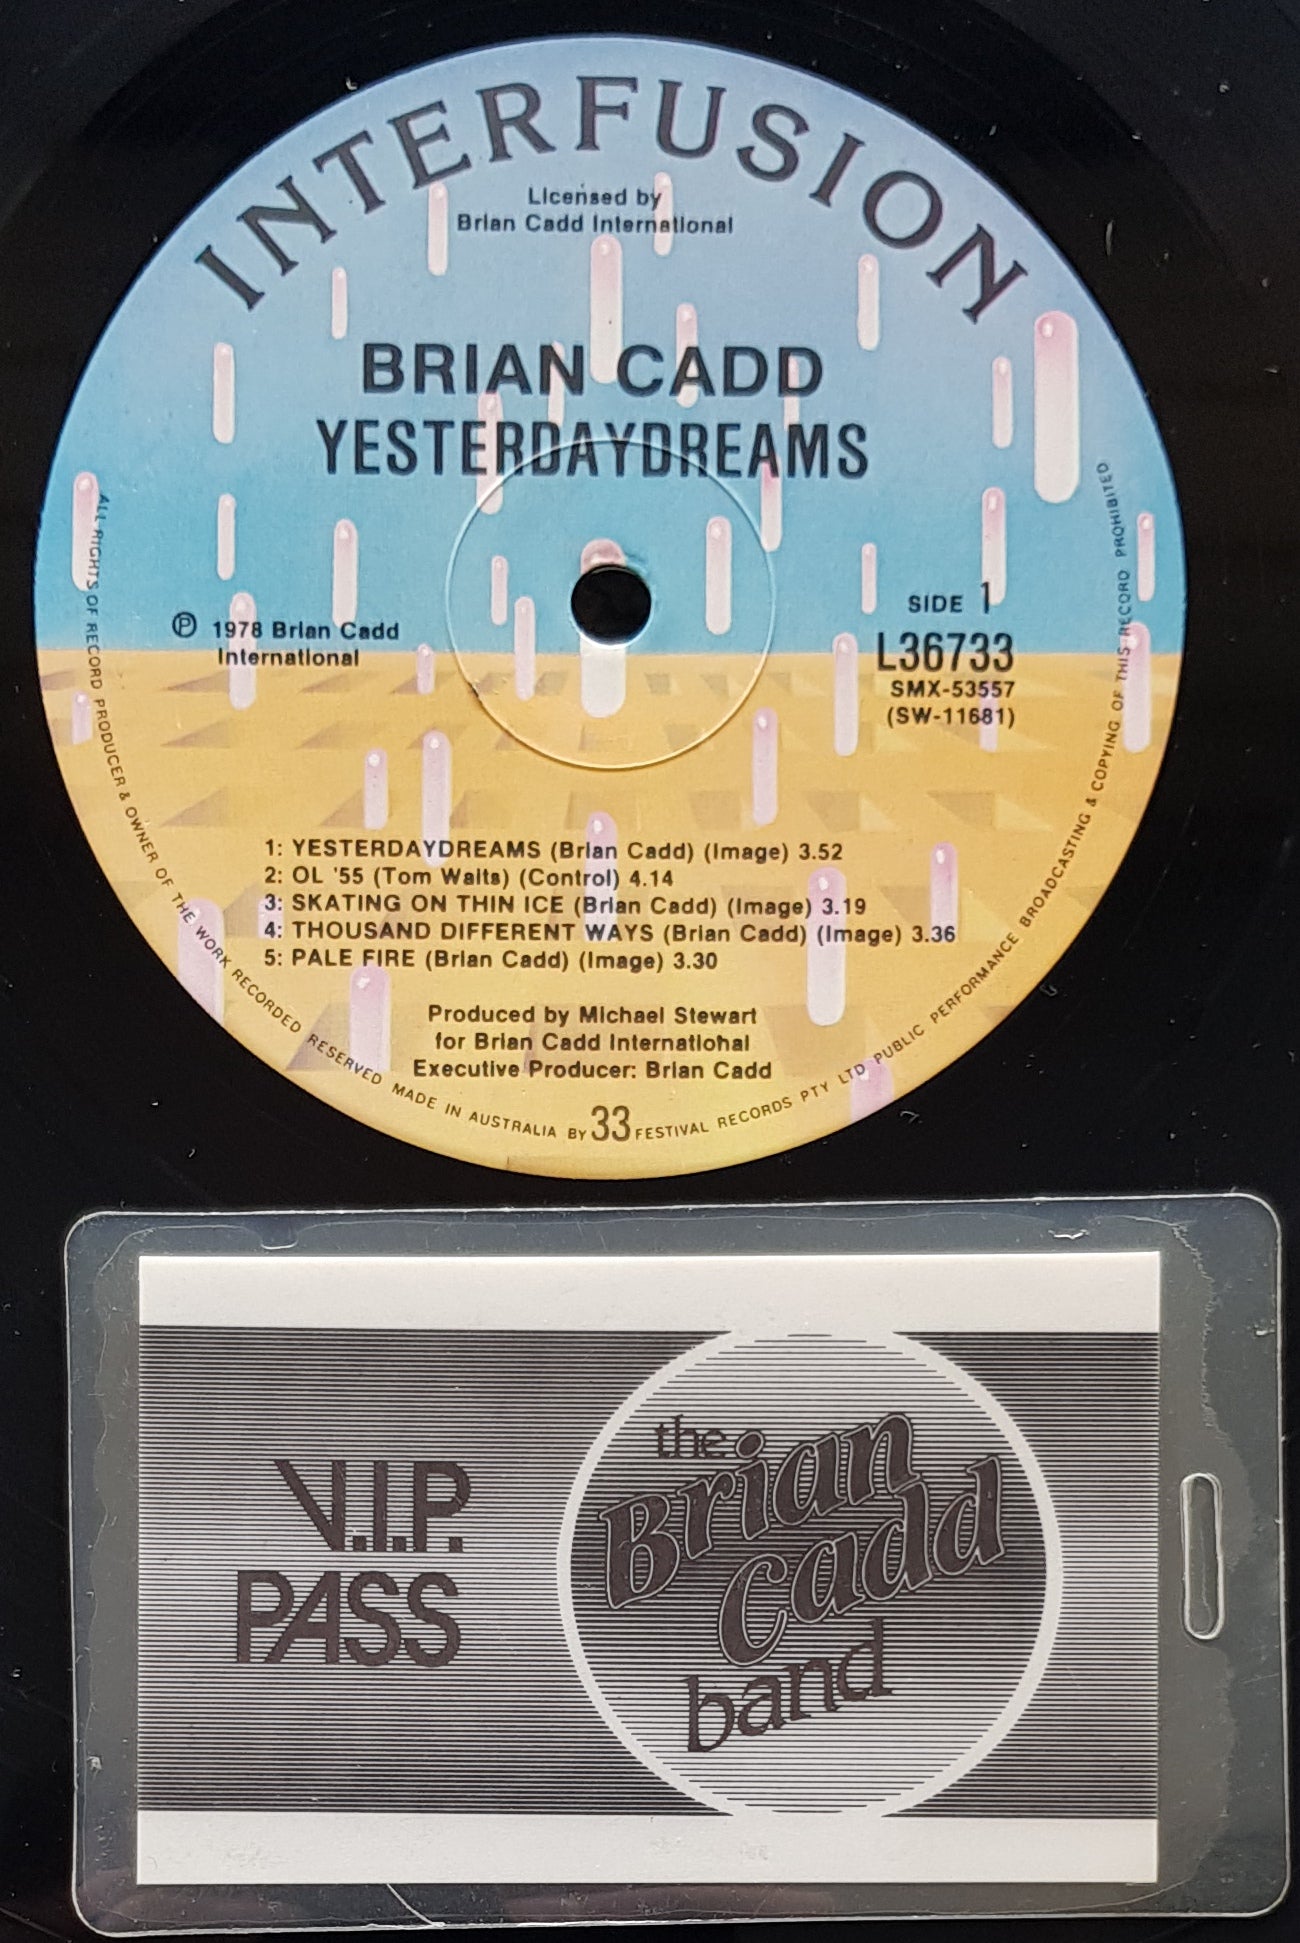 INTERFUSION
Licensed by
Brian Cadd International
BRIAN CADD
YESTERDAYDREAMS
SIDE 1
Ⓟ 1978 Brian Cadd
International
L36733
SMX-53557
(SW-11681)
1: YESTERDAYDREAMS (Brian Cadd) (Image) 3.52
2: OL '55 (Tom Waits) (Control) 4.14
3: SKATING ON THIN ICE (Brian Cadd) (Image) 3.19
4: THOUSAND DIFFERENT WAYS (Brian Cadd) (Image) 3.36
5: PALE FIRE (Brian Cadd) (Image) 3.30
Produced by Michael Stewart
for Brian Cadd International
Executive Producer: Brian Cadd
33
ALL RIGHTS OF RECORD PRODUCER & OWNER OF THE WORK RECORDED RESERVED MADE IN AUSTRALIA BY FESTIVAL RECORDS PTY LTD PUBLIC PERFORMANCE BROADCASTING & COPYING OF THIS RECORD PROHIBITED
V.I.P.
PASS
the
Brian
Cadd
band